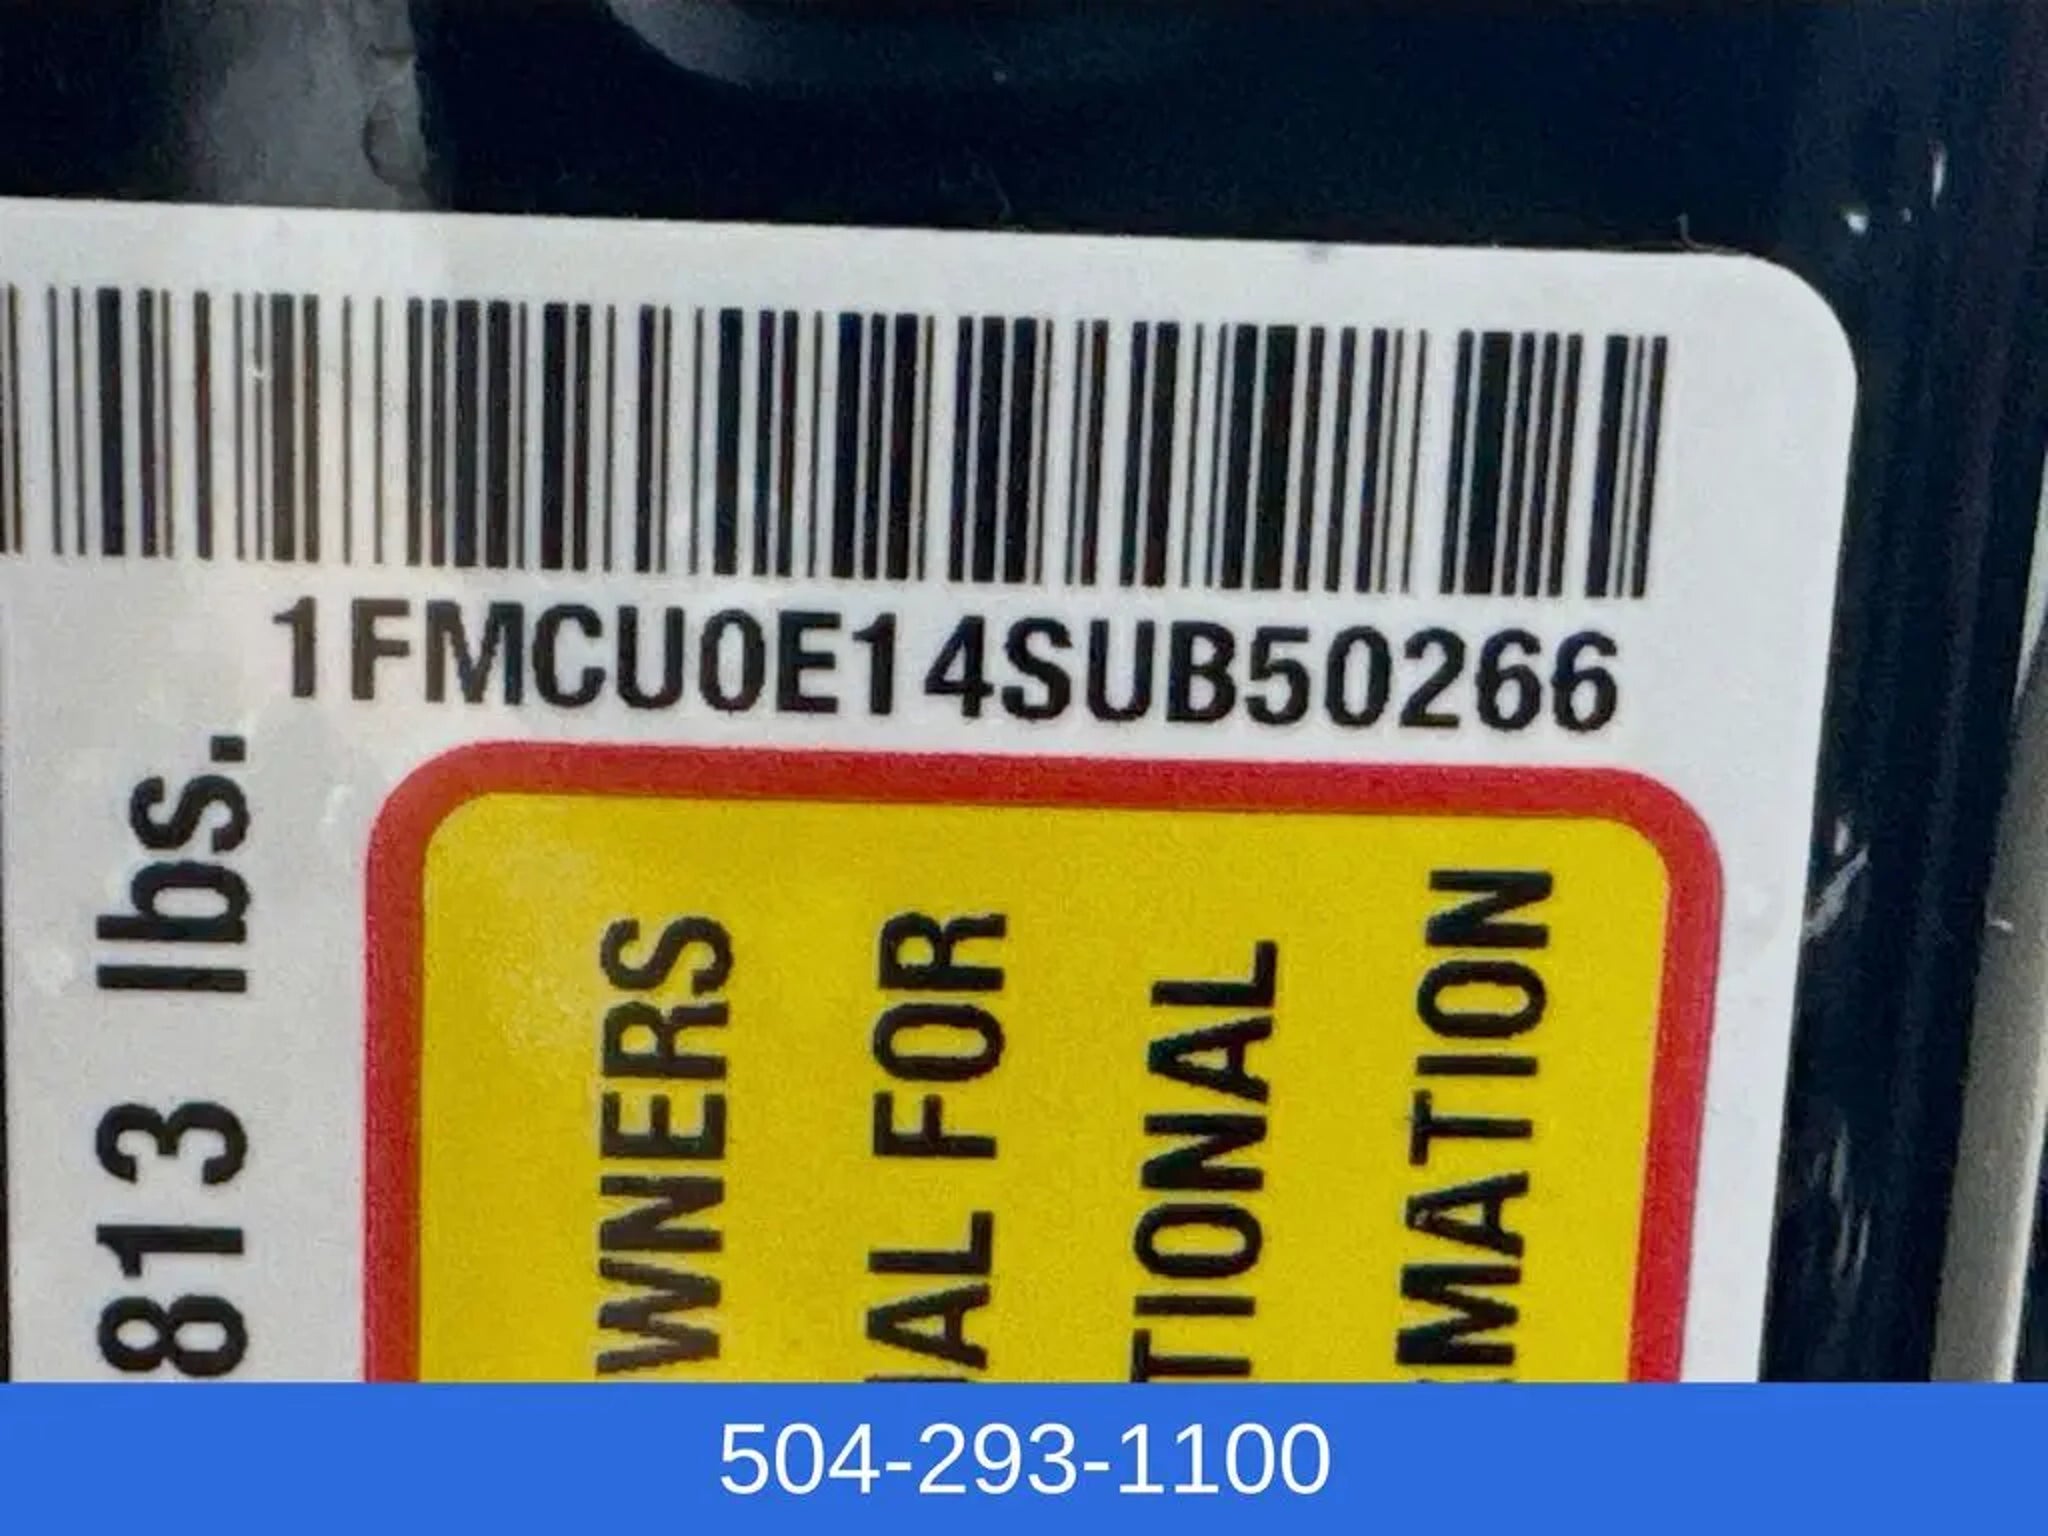 1FMCU0E14SUB50266
813 lbs.
WNERS
AL FOR
TIONAL
MATION
504-293-1100